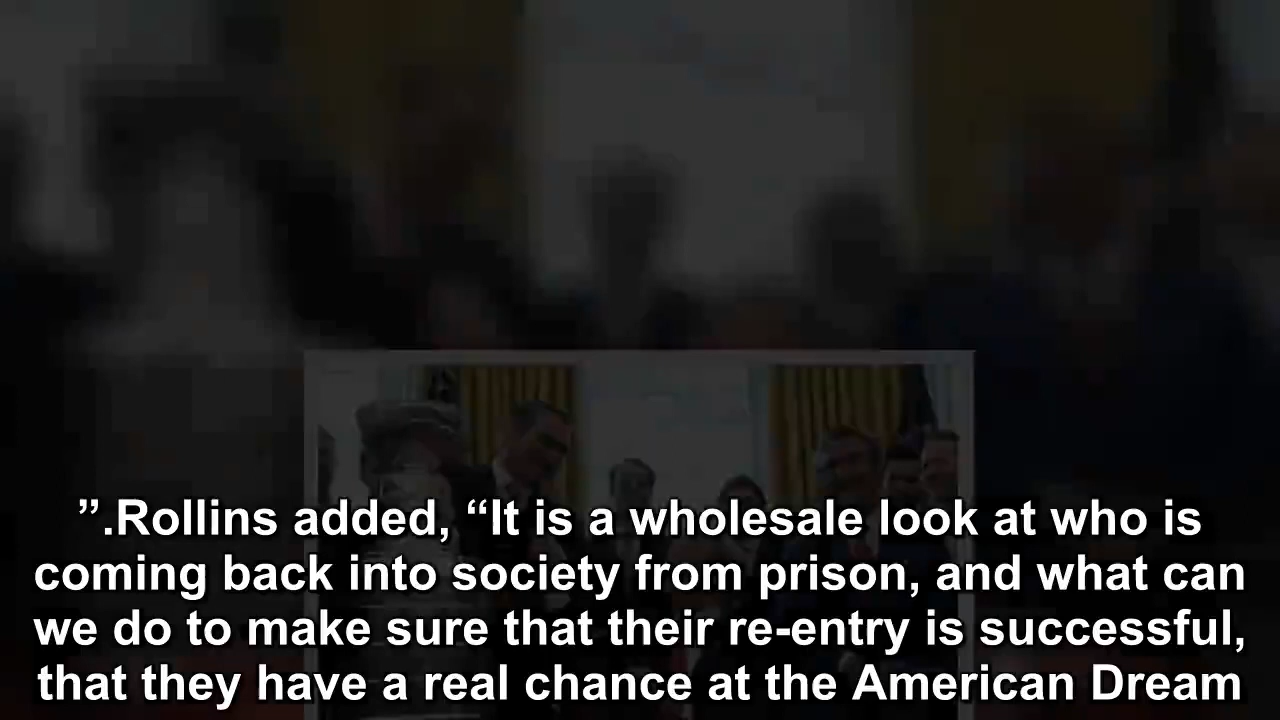 ”.Rollins added, “It is a wholesale look at who is
coming back into society from prison, and what can
we do to make sure that their re-entry is successful,
that they have a real chance at the American Dream